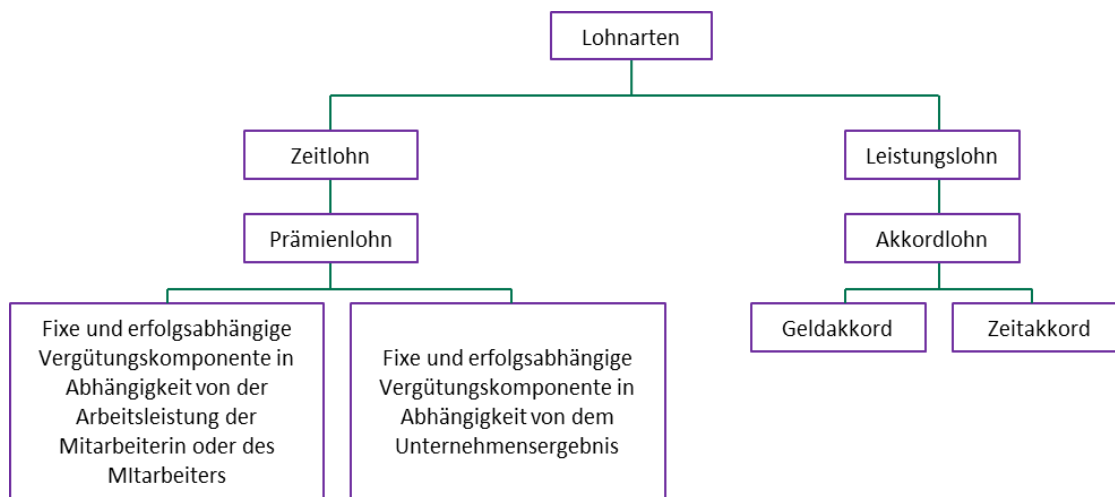 Lohnarten
Zeitlohn
Leistungslohn
Prämienlohn
Akkordlohn
Fixe und erfolgsabhängige
Vergütungskomponente in
Abhängigkeit von der
Arbeitsleistung der
Mitarbeiterin oder des
MItarbeiters
Fixe und erfolgsabhängige
Vergütungskomponente in
Abhängigkeit von dem
Unternehmensergebnis
Geldakkord
Zeitakkord